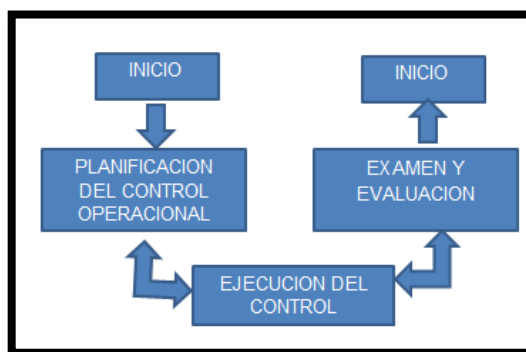 INICIO
PLANIFICACION
DEL CONTROL
OPERACIONAL
EJECUCION DEL
CONTROL
EXAMEN Y
EVALUACION
INICIO